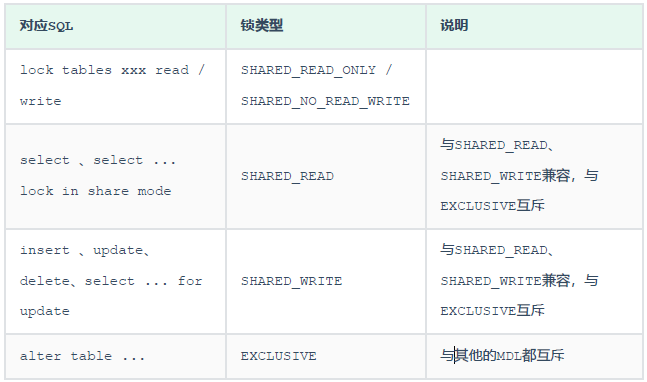 对应SQL 锁类型 说明
lock tables xxx read / SHARED_READ_ONLY /
write SHARED_NO_READ_WRITE
select 、select ... lock in share mode SHARED_READ 与SHARED_READ、
SHARED_WRITE兼容，与
EXCLUSIVE互斥
insert 、update、
delete、select ... for
update
SHARED_WRITE
与SHARED_READ、
SHARED_WRITE兼容，与
EXCLUSIVE互斥
alter table ... EXCLUSIVE 与其他的MDL都互斥